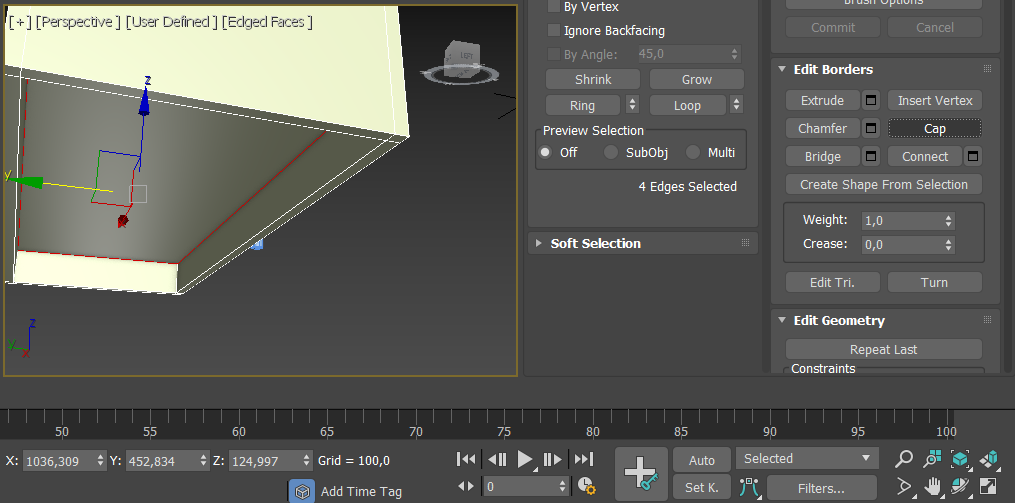 [ + ] [Perspective ] [User Defined ] [Edged Faces ]
z
y
z
y
x
By Vertex
Ignore Backfacing
By Angle: 45,0
Shrink Grow
Ring Loop
Preview Selection
Off SubObj Multi
4 Edges Selected
Soft Selection
Brush Options
Commit Cancel
Edit Borders
Extrude Insert Vertex
Chamfer Cap
Bridge Connect
Create Shape From Selection
Weight: 1,0
Crease: 0,0
Edit Tri. Turn
Edit Geometry
Repeat Last
Constraints
50 55 60 65 70 75 80 85 90 95 100
X: 1036,309 Y: 452,834 Z: 124,997 Grid = 100,0
Auto Selected
Add Time Tag 0 Set K. Filters...